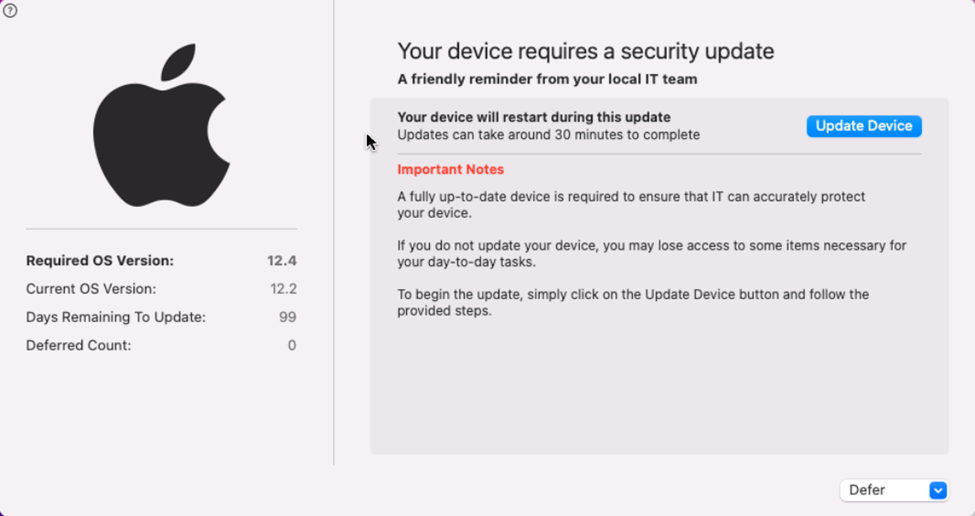 ?
Your device requires a security update
A friendly reminder from your local IT team
Your device will restart during this update
Updates can take around 30 minutes to complete
Update Device
Important Notes
A fully up-to-date device is required to ensure that IT can accurately protect
your device.
If you do not update your device, you may lose access to some items necessary for
your day-to-day tasks.
To begin the update, simply click on the Update Device button and follow the
provided steps.
Required OS Version: 12.4
Current OS Version: 12.2
Days Remaining To Update: 99
Deferred Count: 0
Defer